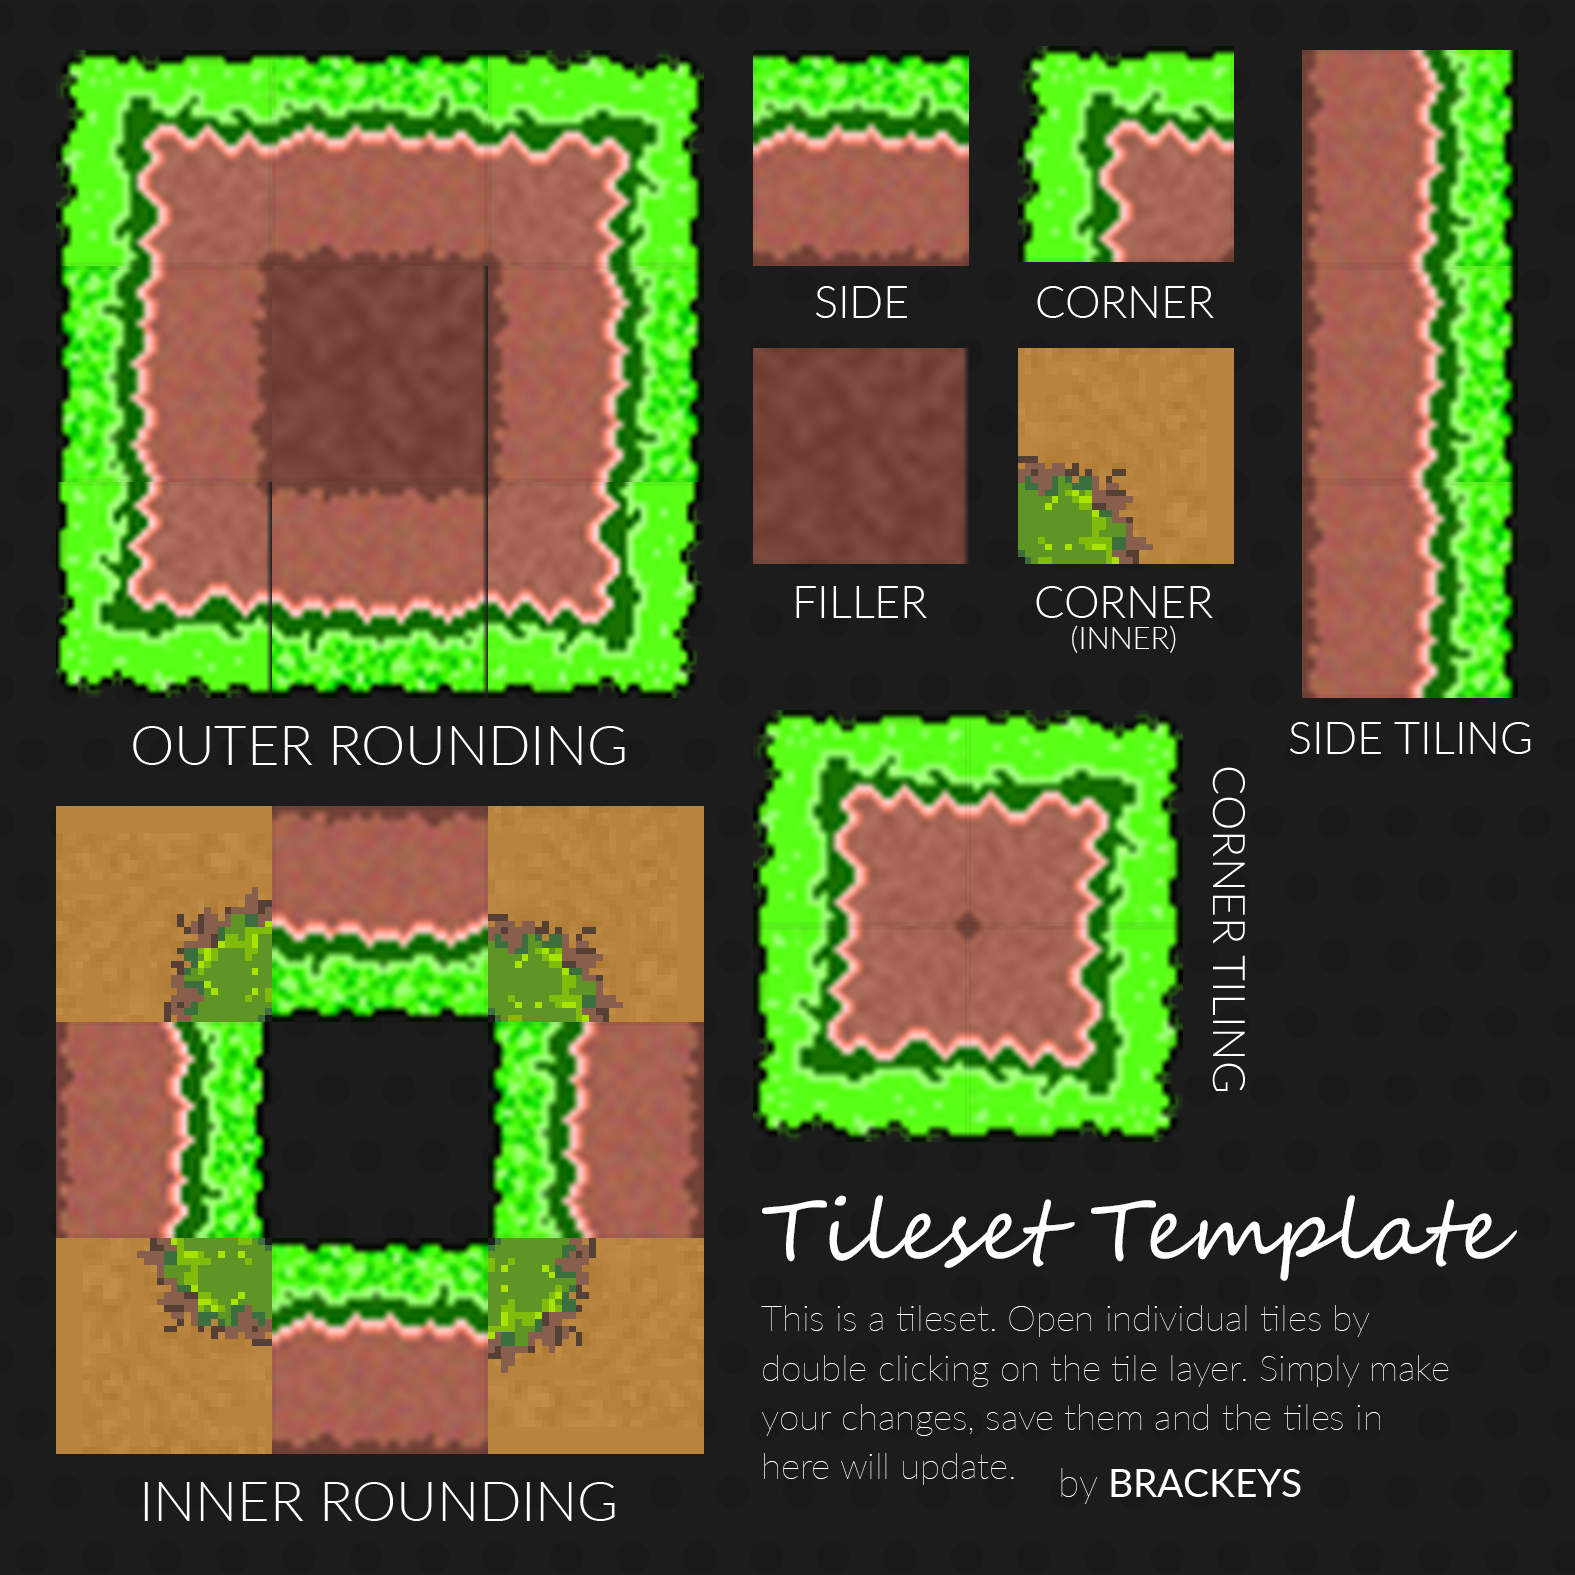 SIDE
CORNER
FILLER
CORNER
(INNER)
SIDE TILING
OUTER ROUNDING
CORNER TILING
INNER ROUNDING
Tileset Template
This is a tileset. Open individual tiles by
double clicking on the tile layer. Simply make
your changes, save them and the tiles in
here will update.
by BRACKEYS